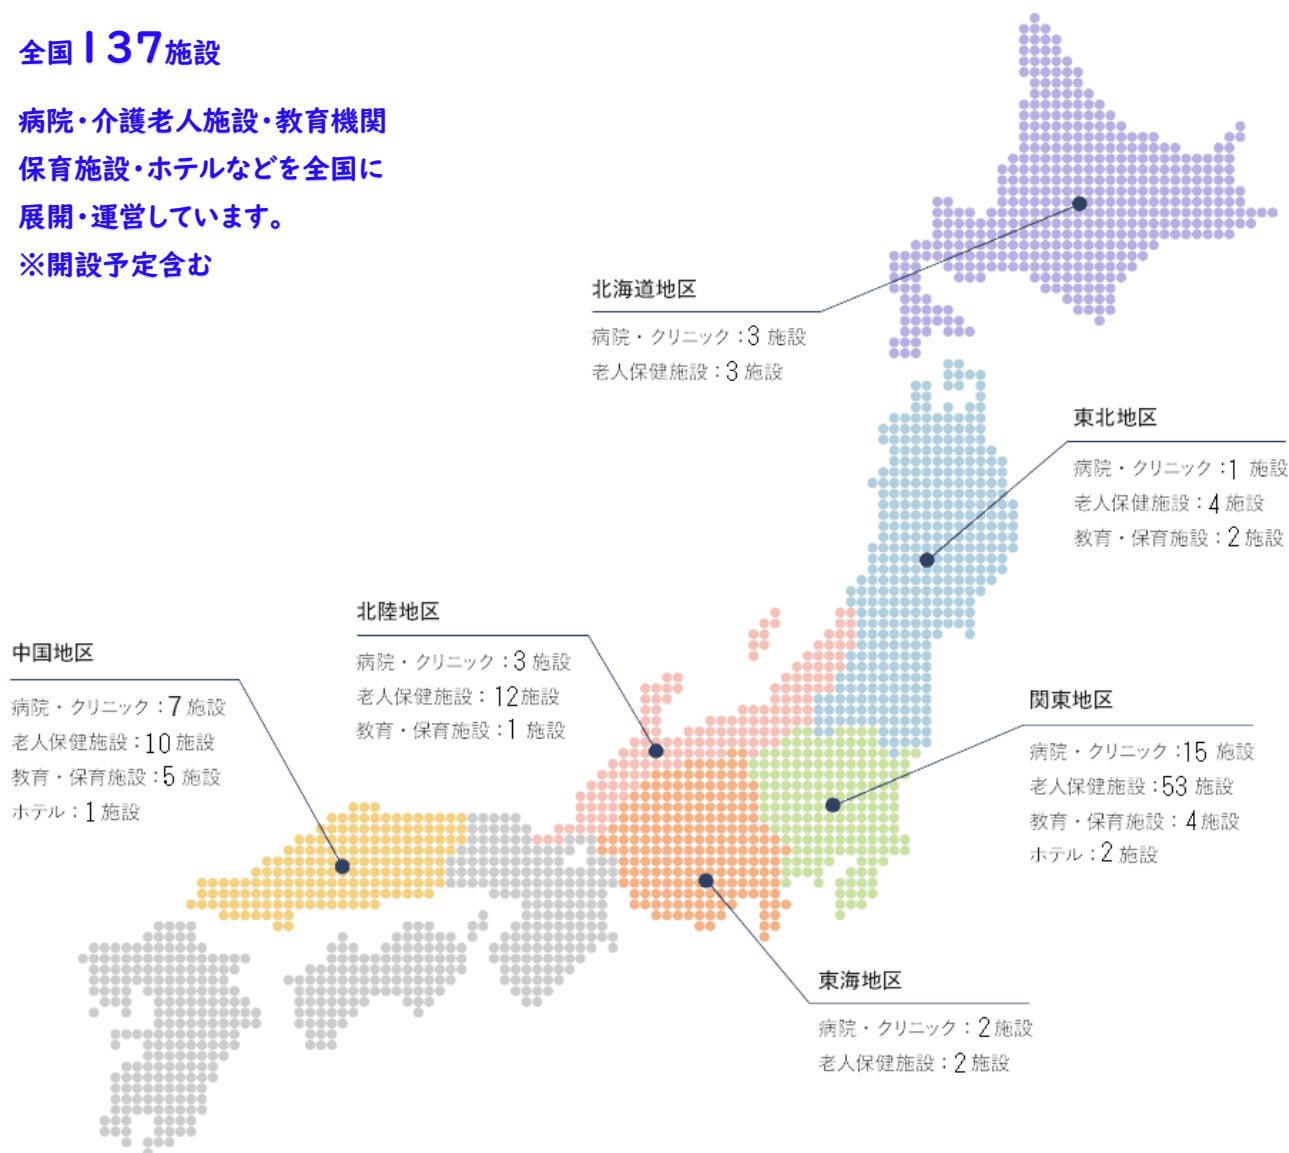 全国137施設
病院・介護老人施設・教育機関
保育施設・ホテルなどを全国に
展開・運営しています。
※開設予定含む
北海道地区
病院・クリニック：3 施設
老人保健施設：3 施設
東北地区
病院・クリニック：1 施設
老人保健施設：4 施設
教育・保育施設：2 施設
北陸地区
病院・クリニック：3 施設
老人保健施設：12施設
教育・保育施設：1 施設
中国地区
病院・クリニック：7 施設
老人保健施設：10 施設
教育・保育施設：5 施設
ホテル：1 施設
関東地区
病院・クリニック：15 施設
老人保健施設：53 施設
教育・保育施設：4 施設
ホテル：2 施設
東海地区
病院・クリニック：2 施設
老人保健施設：2 施設